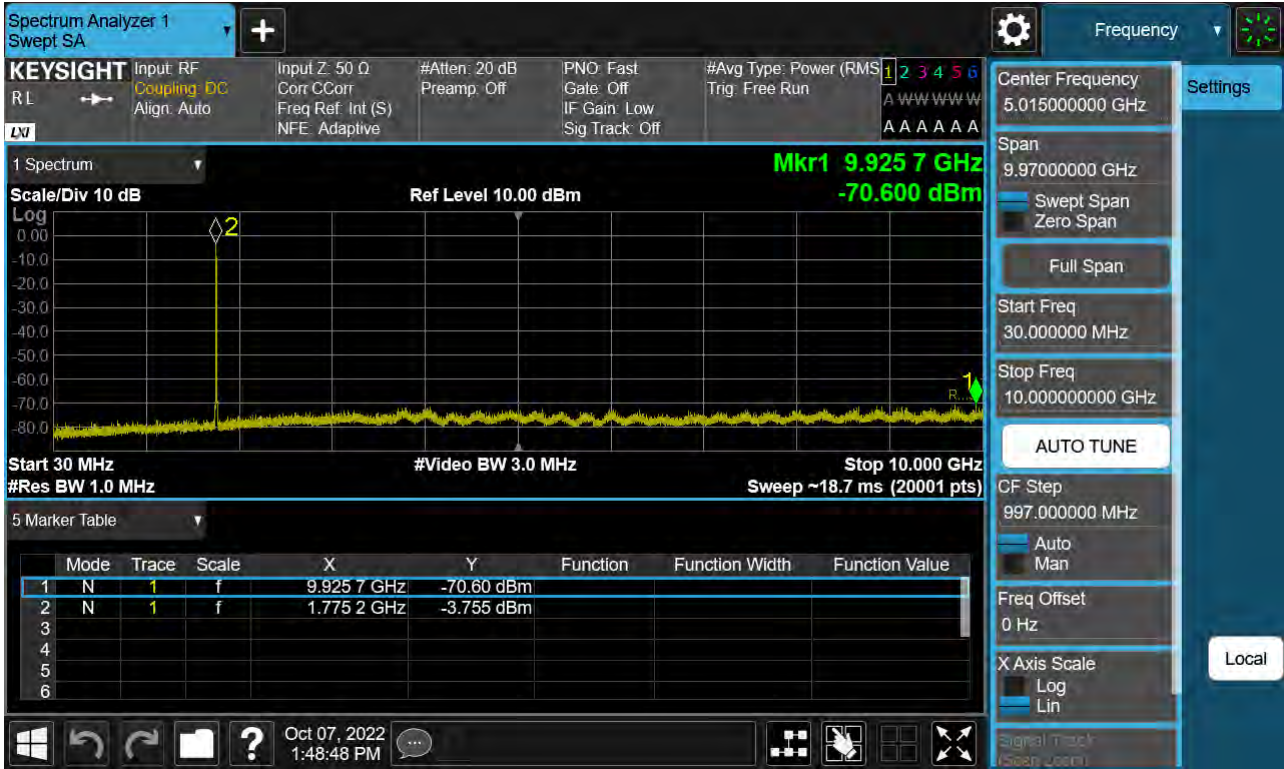 Spectrum Analyzer 1
Swept SA
+
Frequency
KEYSIGHT
RL
LXI
Input: RF
Coupling: DC
Align: Auto
Input Z: 50 Ω
Corr CCorr
Freq Ref: Int (S)
NFE: Adaptive
#Atten: 20 dB
Preamp: Off
PNO: Fast
Gate: Off
IF Gain: Low
Sig Track: Off
#Avg Type: Power (RMS
Trig: Free Run
1 2 3 4 5 6
A W W W W W
A A A A A A
1 Spectrum
Mkr1 9.925 7 GHz
Scale/Div 10 dB
Ref Level 10.00 dBm
-70.600 dBm
Log
0.00
-10.0
-20.0
-30.0
-40.0
-50.0
-60.0
-70.0
-80.0
2
1
R...
Start 30 MHz
#Video BW 3.0 MHz
Stop 10.000 GHz
#Res BW 1.0 MHz
Sweep ~18.7 ms (20001 pts)
5 Marker Table
Mode Trace Scale X Y Function Function Width Function Value
1 N 1 f 9.925 7 GHz -70.60 dBm
2 N 1 f 1.775 2 GHz -3.755 dBm
3
4
5
6
Oct 07, 2022
1:48:48 PM
?
Center Frequency
5.015000000 GHz
Span
9.97000000 GHz
Swept Span
Zero Span
Full Span
Start Freq
30.000000 MHz
Stop Freq
10.000000000 GHz
AUTO TUNE
CF Step
997.000000 MHz
Auto
Man
Freq Offset
0 Hz
X Axis Scale
Log
Lin
Signal Track
(Span Zoom)
Settings
Local